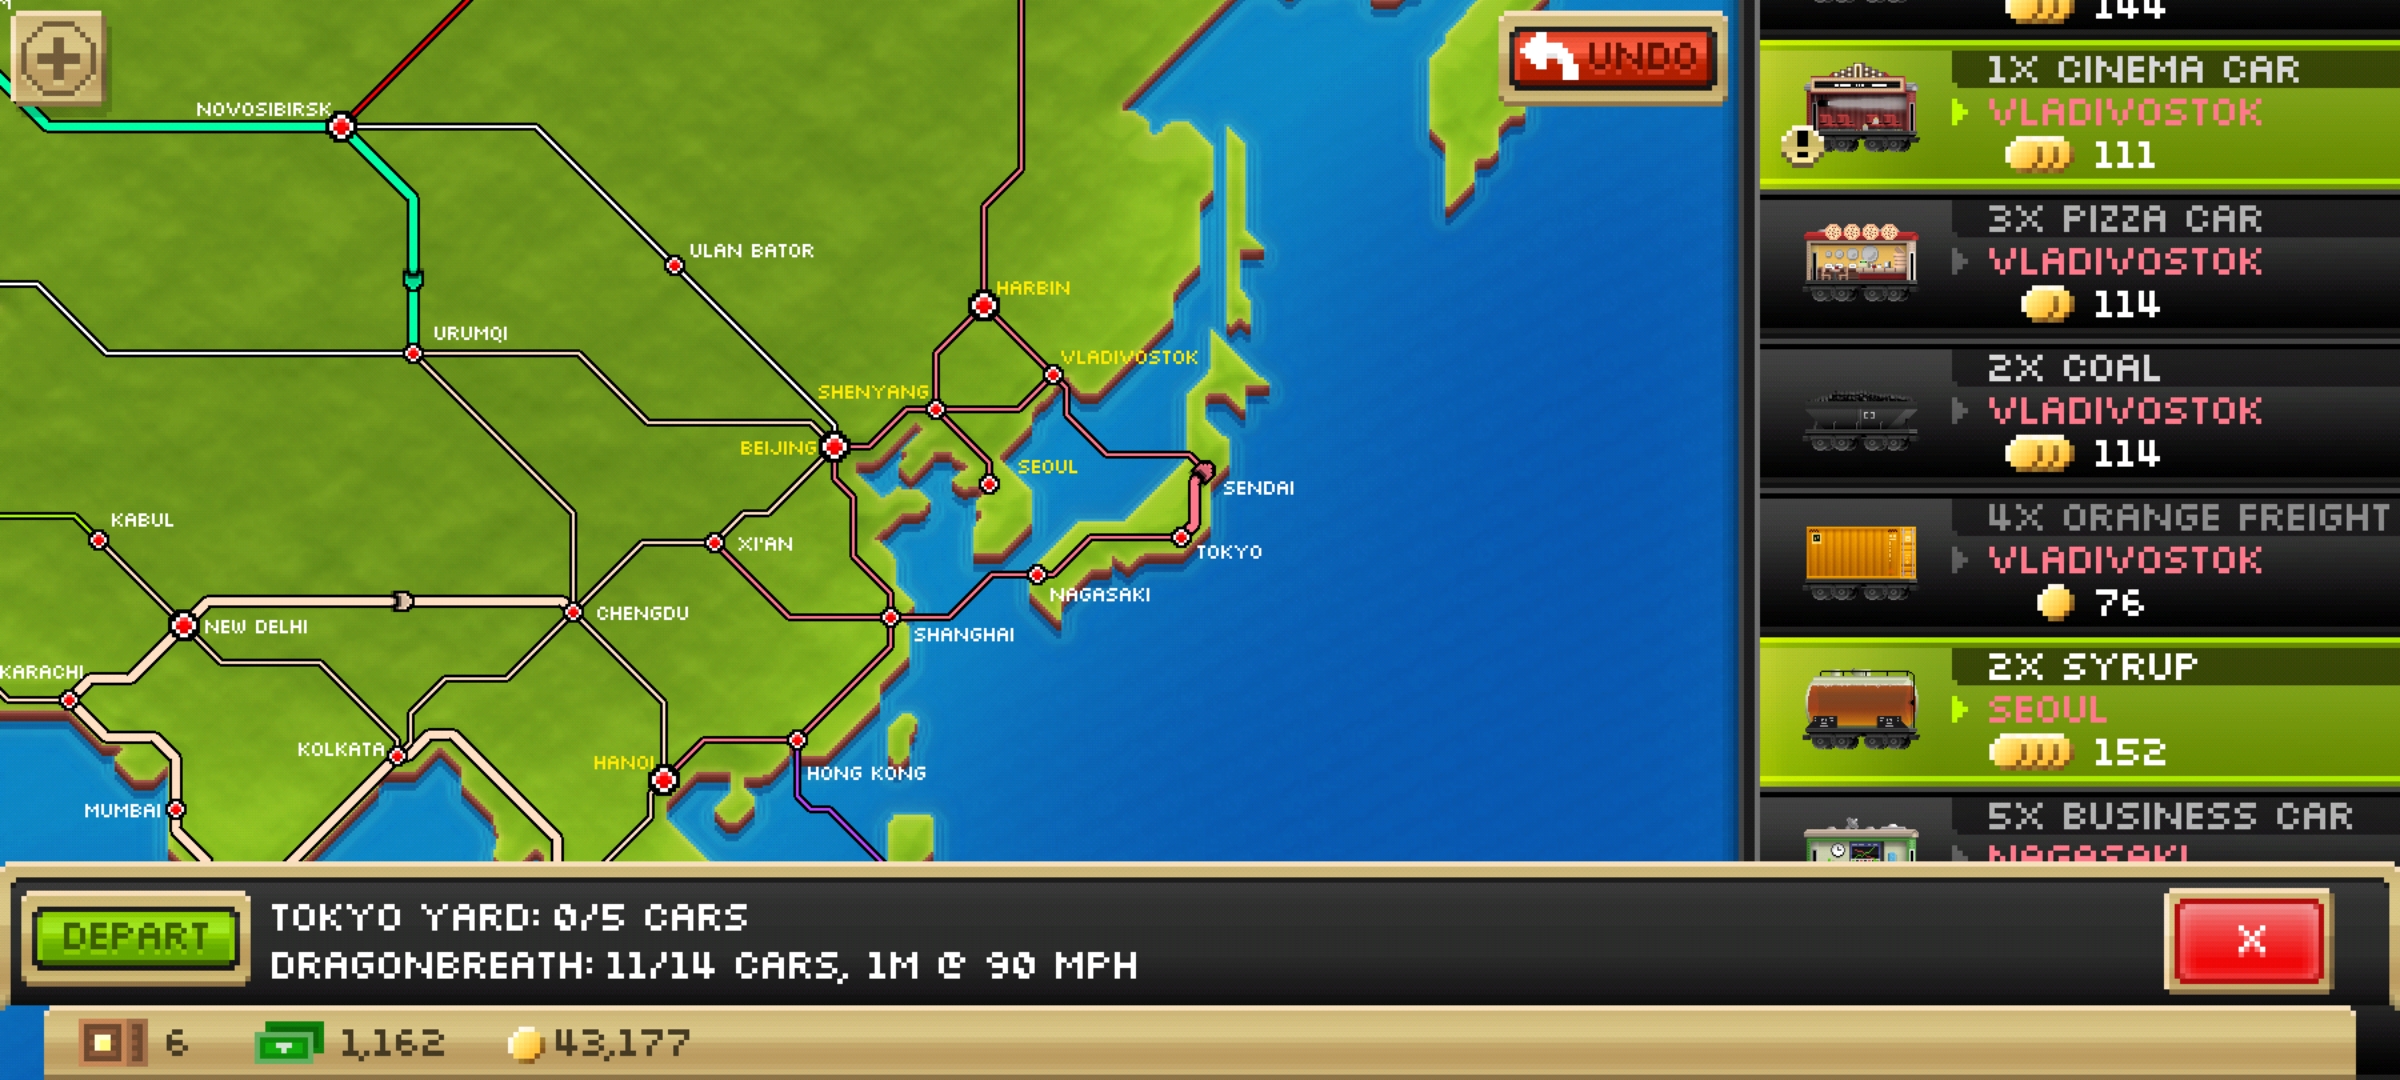 144
UNDO
1X CINEMA CAR
VLADIVOSTOK
111
3X PIZZA CAR
VLADIVOSTOK
114
2X COAL
VLADIVOSTOK
114
4X ORANGE FREIGHT
VLADIVOSTOK
76
2X SYRUP
SEOUL
152
5X BUSINESS CAR
NAGASAKI
NOVOSIBIRSK
ULAN BATOR
HARBIN
URUMQI
VLADIVOSTOK
SHENYANG
BEIJING
SEOUL
SENDAI
KABUL
XI'AN
TOKYO
NAGASAKI
CHENGDU
NEW DELHI
SHANGHAI
KARACHI
KOLKATA
HANOI
HONG KONG
MUMBAI
DEPART
TOKYO YARD: 0/5 CARS
DRAGONBREATH: 11/14 CARS, 1M @ 90 MPH
X
6
1,162
43,177